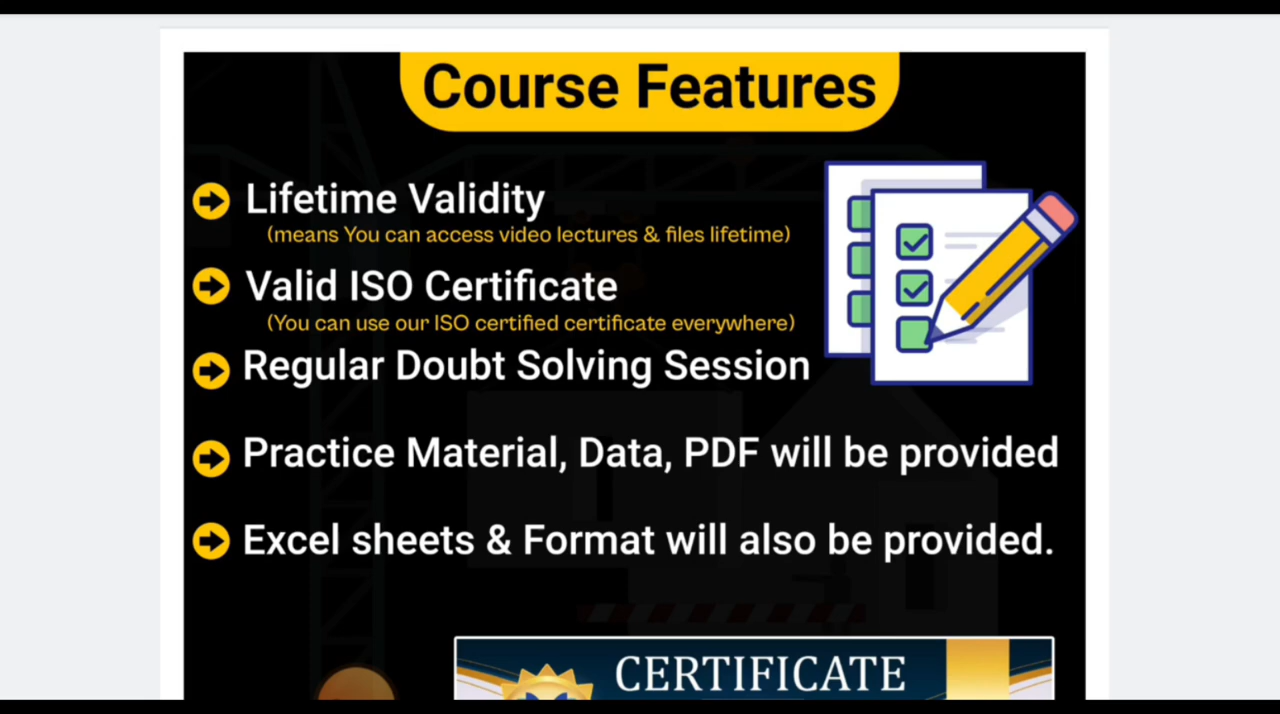 Course Features
Lifetime Validity
(means You can access video lectures & files lifetime)
Valid ISO Certificate
(You can use our ISO certified certificate everywhere)
Regular Doubt Solving Session
Practice Material, Data, PDF will be provided
Excel sheets & Format will also be provided.
CERTIFICATE